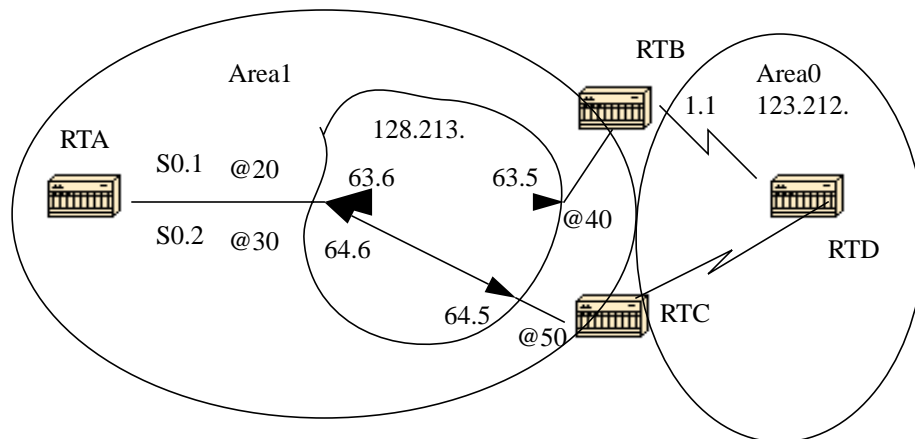 RTB
Area1
Area0
1.1
123.212.
128.213.
RTA
S0.1
@20
63.6
63.5
@40
S0.2
@30
64.6
RTD
64.5
@50
RTC